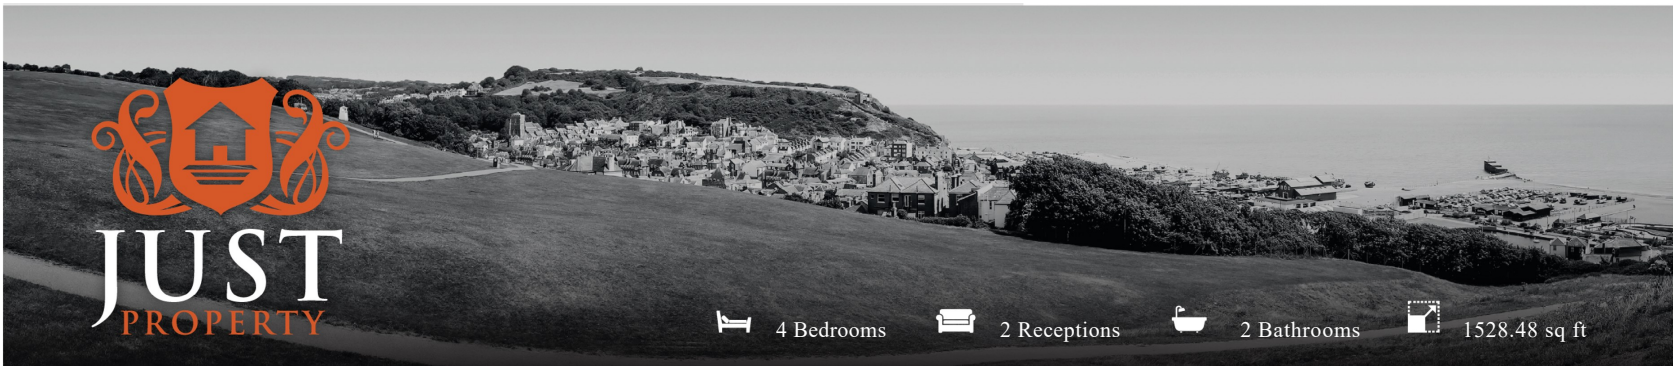 JUST
PROPERTY
4 Bedrooms 2 Receptions 2 Bathrooms 1528.48 sq ft